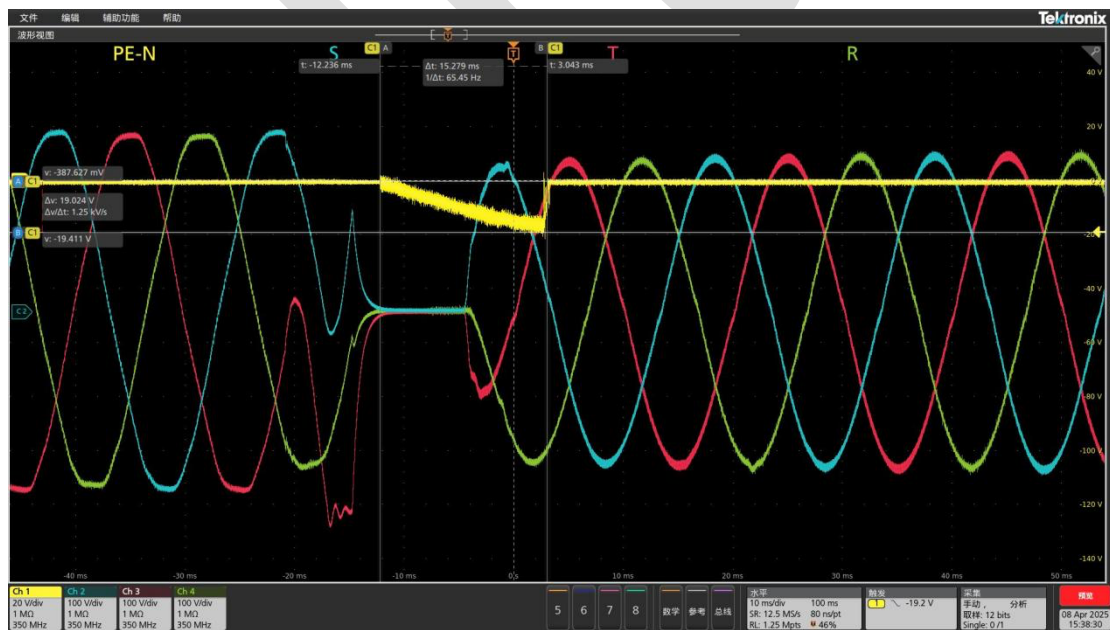 文件 编辑 辅助功能 帮助
Tektronix
波形视图
PE-N S T R
C1 A B C1
t: -12.236 ms
Δt: 15.279 ms
1/Δt: 65.45 Hz
t: 3.043 ms
T
40 V
20 V
A C1
v: -387.627 mV
Δv: 19.024 V
Δv/Δt: 1.25 kV/s
B C1
v: -19.411 V
-20 V
-40 V
C2
-60 V
-80 V
-100 V
-120 V
-140 V
-40 ms -30 ms -20 ms -10 ms 0 s 10 ms 20 ms 30 ms 40 ms 50 ms
Ch 1 Ch 2 Ch 3 Ch 4
20 V/div 100 V/div 100 V/div 100 V/div
1 MΩ 1 MΩ 1 MΩ 1 MΩ
350 MHz 350 MHz 350 MHz 350 MHz
5 6 7 8 数学 参考 总线
水平
10 ms/div 100 ms
SR: 12.5 MS/s 80 ns/pt
RL: 1.25 Mpts 46%
触发
1 -19.2 V
采集
手动, 分析
取样: 12 bits
Single: 0 /1
预览
08 Apr 2025
15:38:30